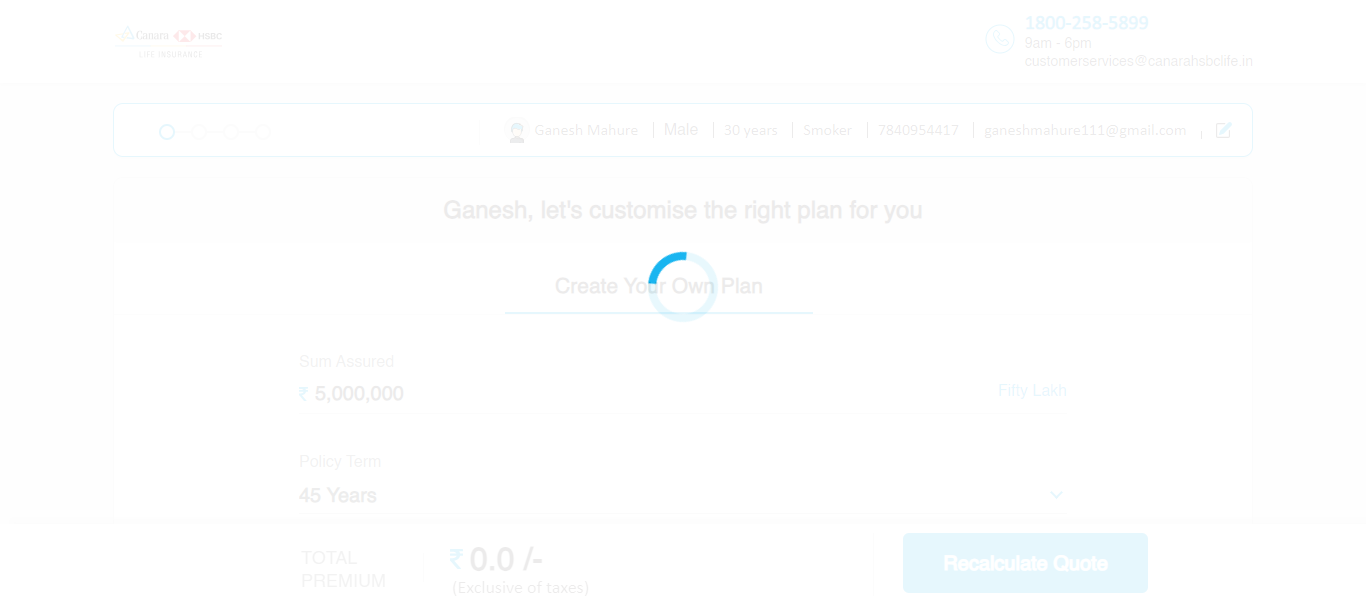 Canara HSBC
LIFE INSURANCE
1800-258-5899
9am - 6pm
customerservices@canarahsbclife.in
Ganesh Mahure | Male | 30 years | Smoker | 7840954417 | ganeshmahure111@gmail.com |
Ganesh, let's customise the right plan for you
Create Your Own Plan
Sum Assured
₹ 5,000,000 Fifty Lakh
Policy Term
45 Years
TOTAL
PREMIUM
₹ 0.0 /-
(Exclusive of taxes)
Recalculate Quote